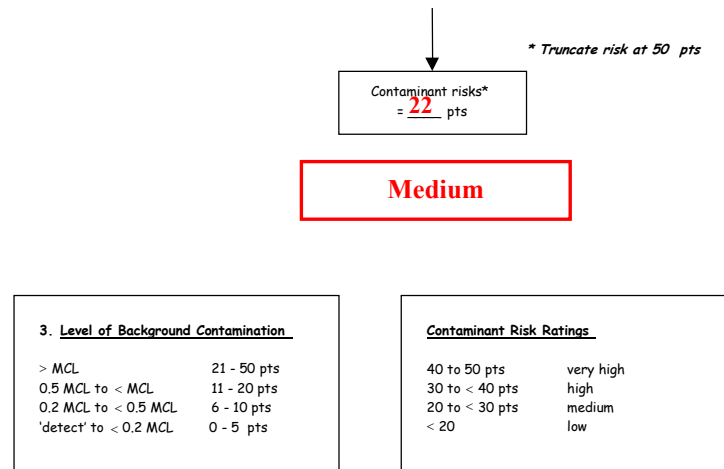 * Truncate risk at 50 pts
Contaminant risks*
= 22 pts
Medium
3. Level of Background Contamination
> MCL 21 - 50 pts
0.5 MCL to < MCL 11 - 20 pts
0.2 MCL to < 0.5 MCL 6 - 10 pts
‘detect’ to < 0.2 MCL 0 - 5 pts
Contaminant Risk Ratings
40 to 50 pts very high
30 to < 40 pts high
20 to < 30 pts medium
< 20 low